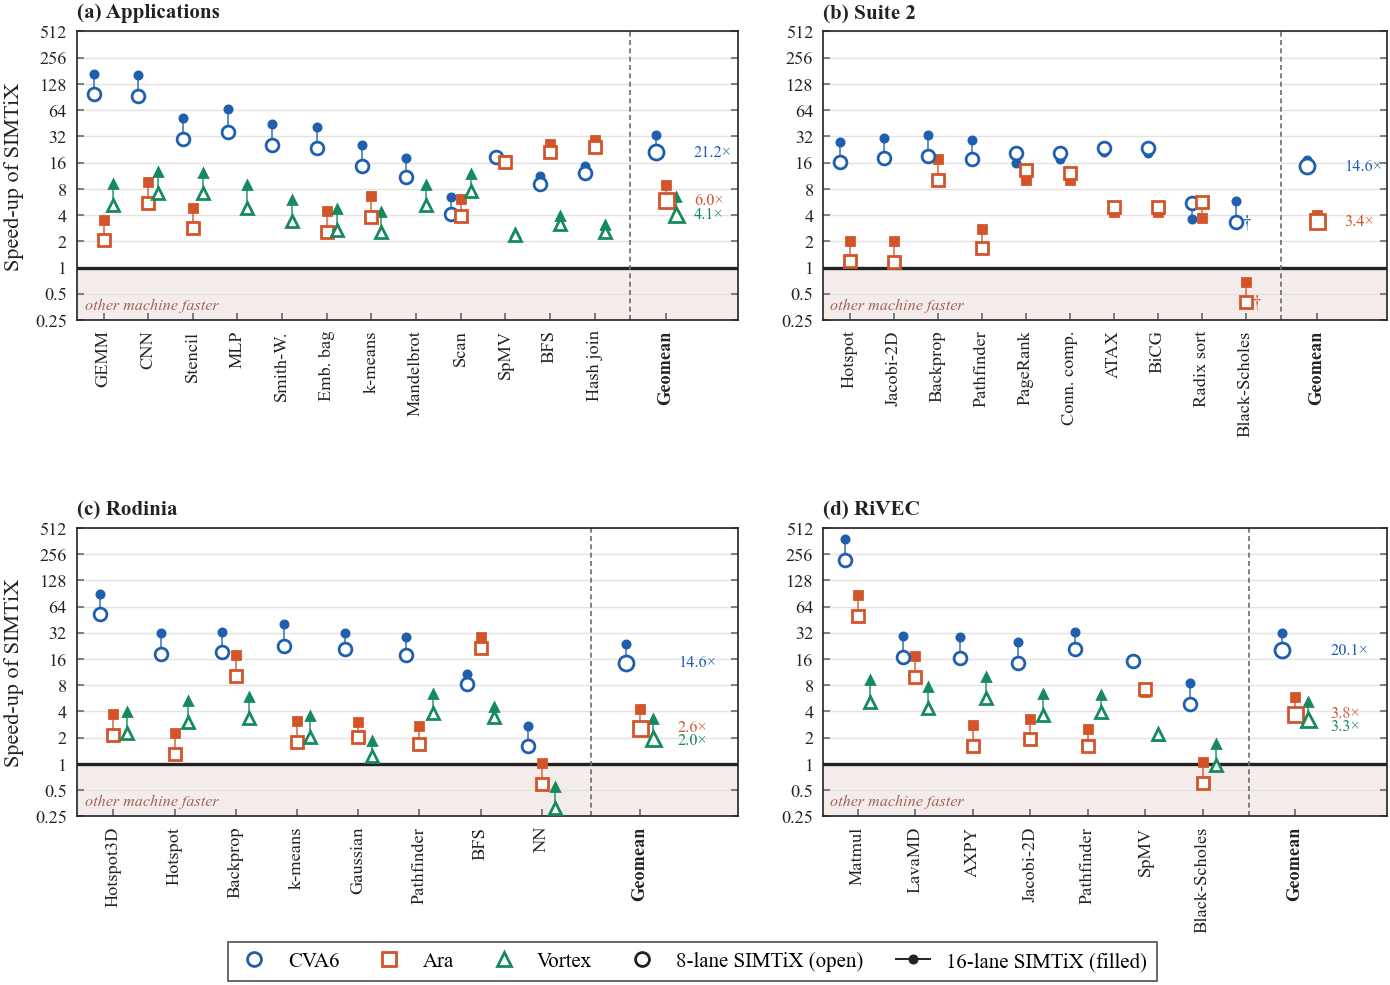 (a) Applications
Speed-up of SIMTiX
512
256
128
64
32
16
8
4
2
1
0.5
0.25
21.2×
6.0×
4.1×
other machine faster
GEMM
CNN
Stencil
MLP
Smith-W.
Emb. bag
k-means
Mandelbrot
Scan
SpMV
BFS
Hash join
Geomean
(b) Suite 2
512
256
128
64
32
16
8
4
2
1
0.5
0.25
14.6×
3.4×
†
†
other machine faster
Hotspot
Jacobi-2D
Backprop
Pathfinder
PageRank
Conn. comp.
ATAX
BiCG
Radix sort
Black-Scholes
Geomean
(c) Rodinia
Speed-up of SIMTiX
512
256
128
64
32
16
8
4
2
1
0.5
0.25
14.6×
2.6×
2.0×
other machine faster
Hotspot3D
Hotspot
Backprop
k-means
Gaussian
Pathfinder
BFS
NN
Geomean
(d) RiVEC
512
256
128
64
32
16
8
4
2
1
0.5
0.25
20.1×
3.8×
3.3×
other machine faster
Matmul
LavaMD
AXPY
Jacobi-2D
Pathfinder
SpMV
Black-Scholes
Geomean
CVA6
Ara
Vortex
8-lane SIMTiX (open)
16-lane SIMTiX (filled)